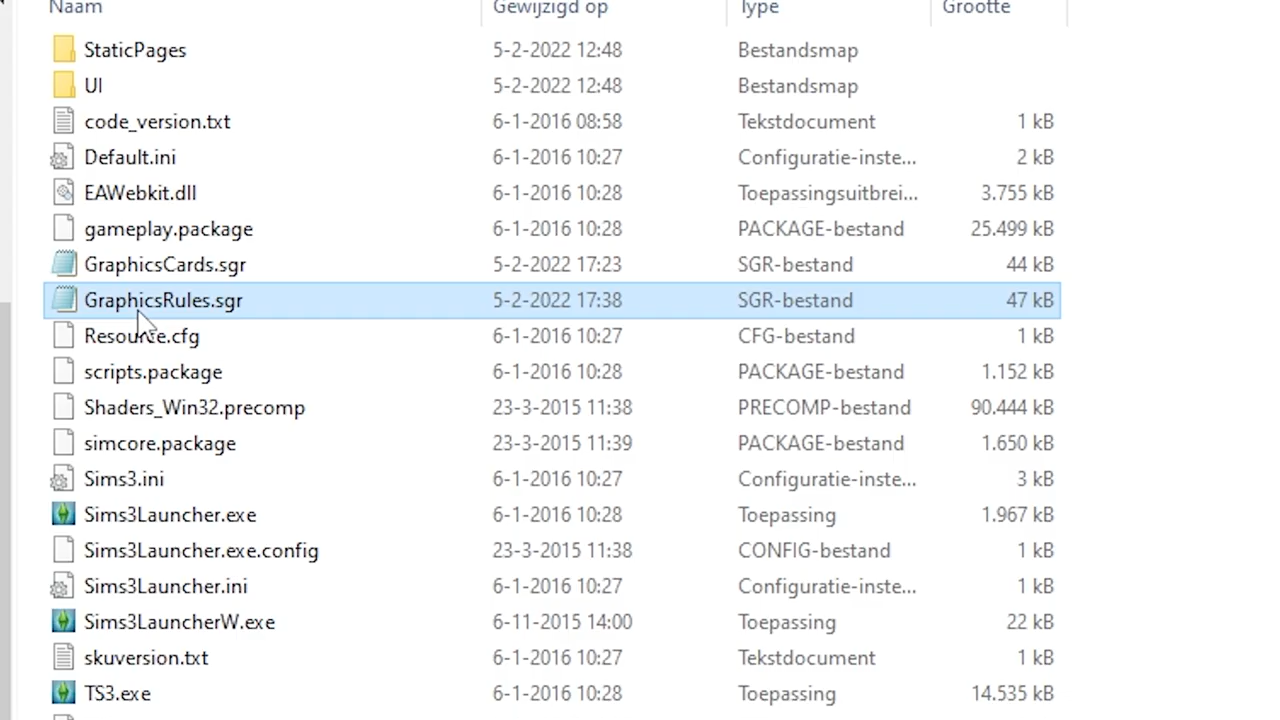 Naam Gewijzigd op Type Grootte
StaticPages 5-2-2022 12:48 Bestandsmap
UI 5-2-2022 12:48 Bestandsmap
code_version.txt 6-1-2016 08:58 Tekstdocument 1 kB
Default.ini 6-1-2016 10:27 Configuratie-inste... 2 kB
EAWebkit.dll 6-1-2016 10:28 Toepassingsuitbrei... 3.755 kB
gameplay.package 6-1-2016 10:28 PACKAGE-bestand 25.499 kB
GraphicsCards.sgr 5-2-2022 17:23 SGR-bestand 44 kB
GraphicsRules.sgr 5-2-2022 17:38 SGR-bestand 47 kB
Resource.cfg 6-1-2016 10:27 CFG-bestand 1 kB
scripts.package 6-1-2016 10:28 PACKAGE-bestand 1.152 kB
Shaders_Win32.precomp 23-3-2015 11:38 PRECOMP-bestand 90.444 kB
simcore.package 23-3-2015 11:39 PACKAGE-bestand 1.650 kB
Sims3.ini 6-1-2016 10:27 Configuratie-inste... 3 kB
Sims3Launcher.exe 6-1-2016 10:28 Toepassing 1.967 kB
Sims3Launcher.exe.config 23-3-2015 11:38 CONFIG-bestand 1 kB
Sims3Launcher.ini 6-1-2016 10:27 Configuratie-inste... 1 kB
Sims3LauncherW.exe 6-11-2015 14:00 Toepassing 22 kB
skuversion.txt 6-1-2016 10:27 Tekstdocument 1 kB
TS3.exe 6-1-2016 10:28 Toepassing 14.535 kB